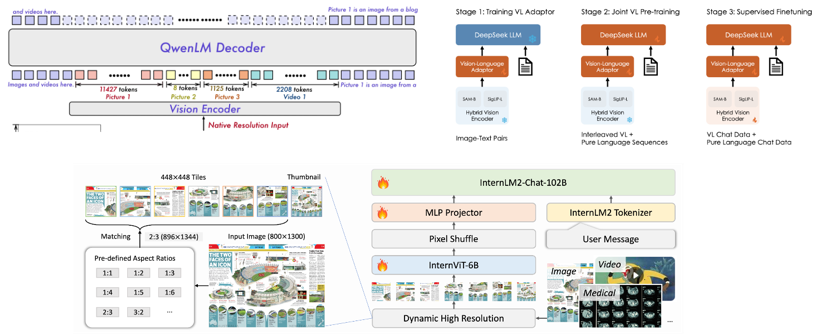 and videos here.
Picture 1 is an image from a blog
QwenLM Decoder
Images and videos here.
Picture 1 is an image from a
11427 tokens
Picture 1
8 tokens
Picture 2
1125 tokens
Picture 3
2208 tokens
Video 1
Vision Encoder
Native Resolution Input
Stage 1: Training VL Adaptor
DeepSeek LLM
Vision-Language
Adaptor
SAM-B
SigLIP-L
Hybrid Vision
Encoder
Image-Text Pairs
Stage 2: Joint VL Pre-training
DeepSeek LLM
Vision-Language
Adaptor
SAM-B
SigLIP-L
Hybrid Vision
Encoder
Interleaved VL +
Pure Language Sequences
Stage 3: Supervised Finetuning
DeepSeek LLM
Vision-Language
Adaptor
SAM-B
SigLIP-L
Hybrid Vision
Encoder
VL Chat Data +
Pure Language Chat Data
448×448 Tiles
Thumbnail
Matching
2:3 (896×1344)
Input Image (800×1300)
Pre-defined Aspect Ratios
1:1
1:2
1:3
1:4
1:5
1:6
2:3
3:2
...
THE TWO
FACES OF
AN ICON
InternLM2-Chat-102B
MLP Projector
InternLM2 Tokenizer
Pixel Shuffle
User Message
InternViT-6B
Dynamic High Resolution
Image
Video
Medical
...